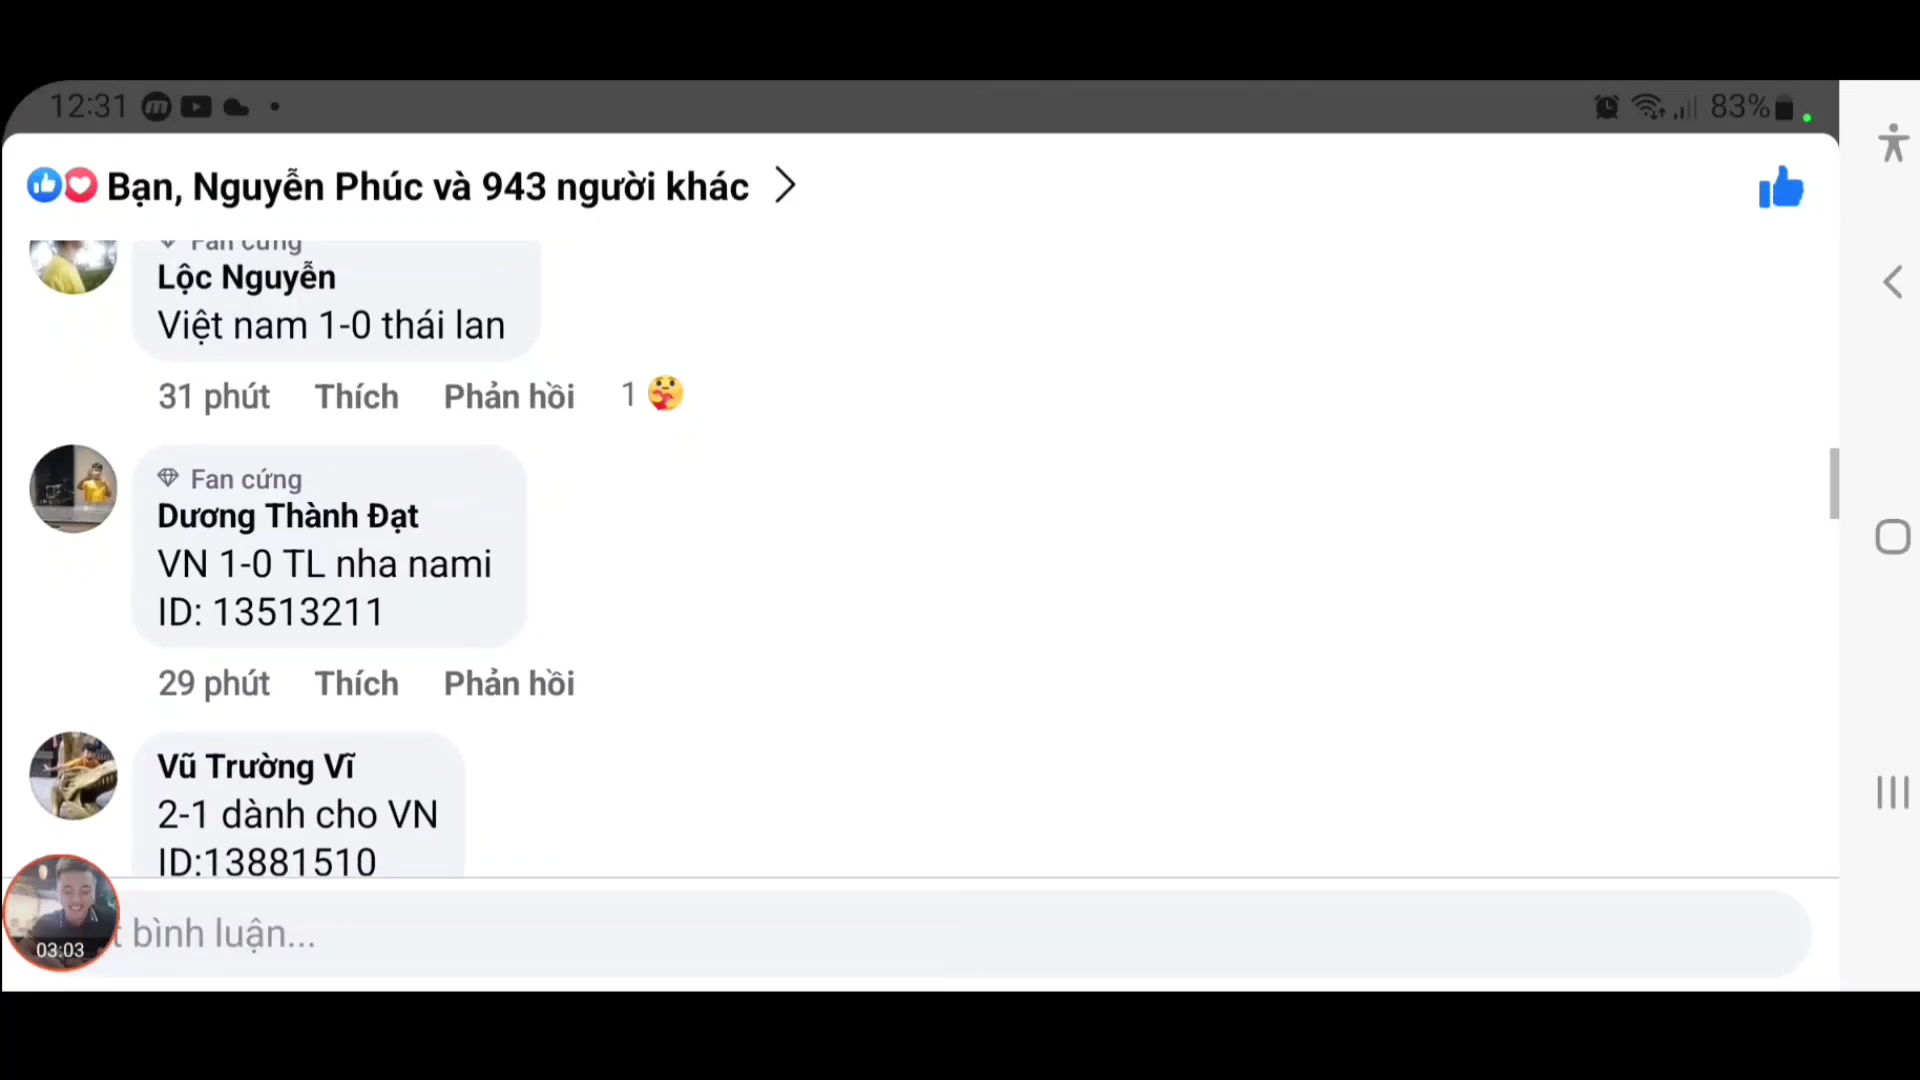 12:31
83%
Bạn, Nguyễn Phúc và 943 người khác
Fan cứng
Lộc Nguyễn
Việt nam 1-0 thái lan
31 phút Thích Phản hồi 1
Fan cứng
Dương Thành Đạt
VN 1-0 TL nha nami
ID: 13513211
29 phút Thích Phản hồi
Vũ Trường Vĩ
2-1 dành cho VN
ID:13881510
bình luận...
03:03